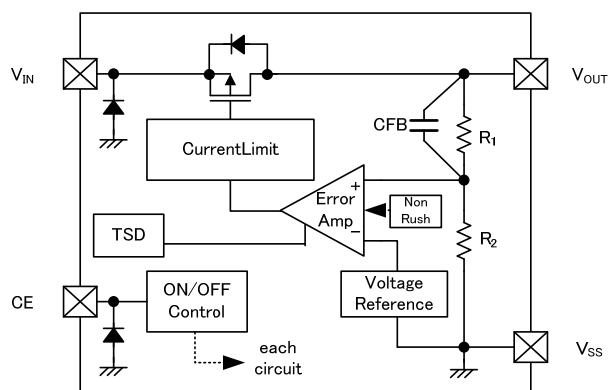 VIN
VOUT
CFB
R1
CurrentLimit
+
Error
Amp
−
Non
Rush
TSD
R2
CE
ON/OFF
Control
Voltage
Reference
each
circuit
VSS